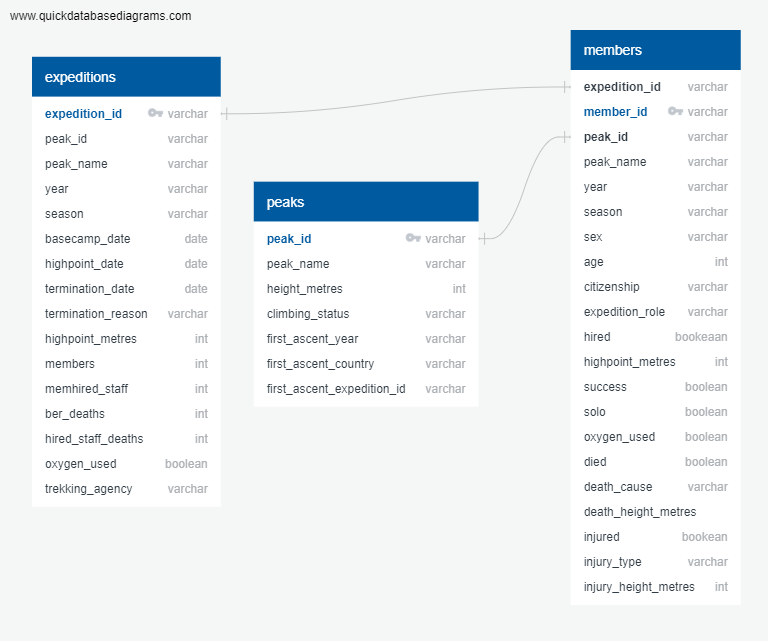 www.quickdatabasediagrams.com
expeditions
expedition_id varchar
peak_id varchar
peak_name varchar
year varchar
season varchar
basecamp_date date
highpoint_date date
termination_date date
termination_reason varchar
highpoint_metres int
members int
memhired_staff int
ber_deaths int
hired_staff_deaths int
oxygen_used boolean
trekking_agency varchar
peaks
peak_id varchar
peak_name varchar
height_metres int
climbing_status varchar
first_ascent_year varchar
first_ascent_country varchar
first_ascent_expedition_id varchar
members
expedition_id varchar
member_id varchar
peak_id varchar
peak_name varchar
year varchar
season varchar
sex varchar
age int
citizenship varchar
expedition_role varchar
hired bookeaan
highpoint_metres int
success boolean
solo boolean
oxygen_used boolean
died boolean
death_cause varchar
death_height_metres
injured bookean
injury_type varchar
injury_height_metres int